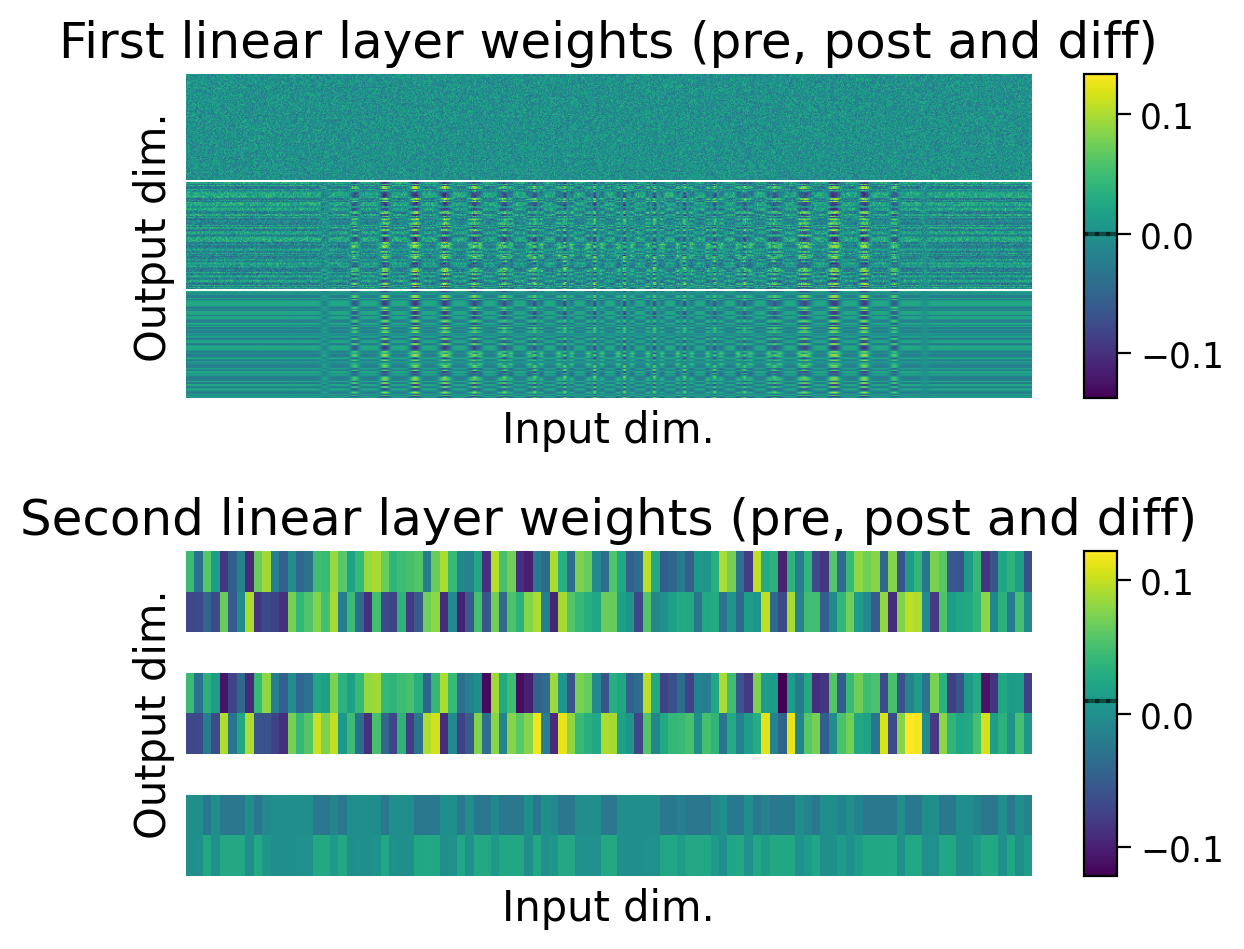 First linear layer weights (pre, post and diff)
Output dim.
0.1
0.0
−0.1
Input dim.
Second linear layer weights (pre, post and diff)
Output dim.
0.1
0.0
−0.1
Input dim.